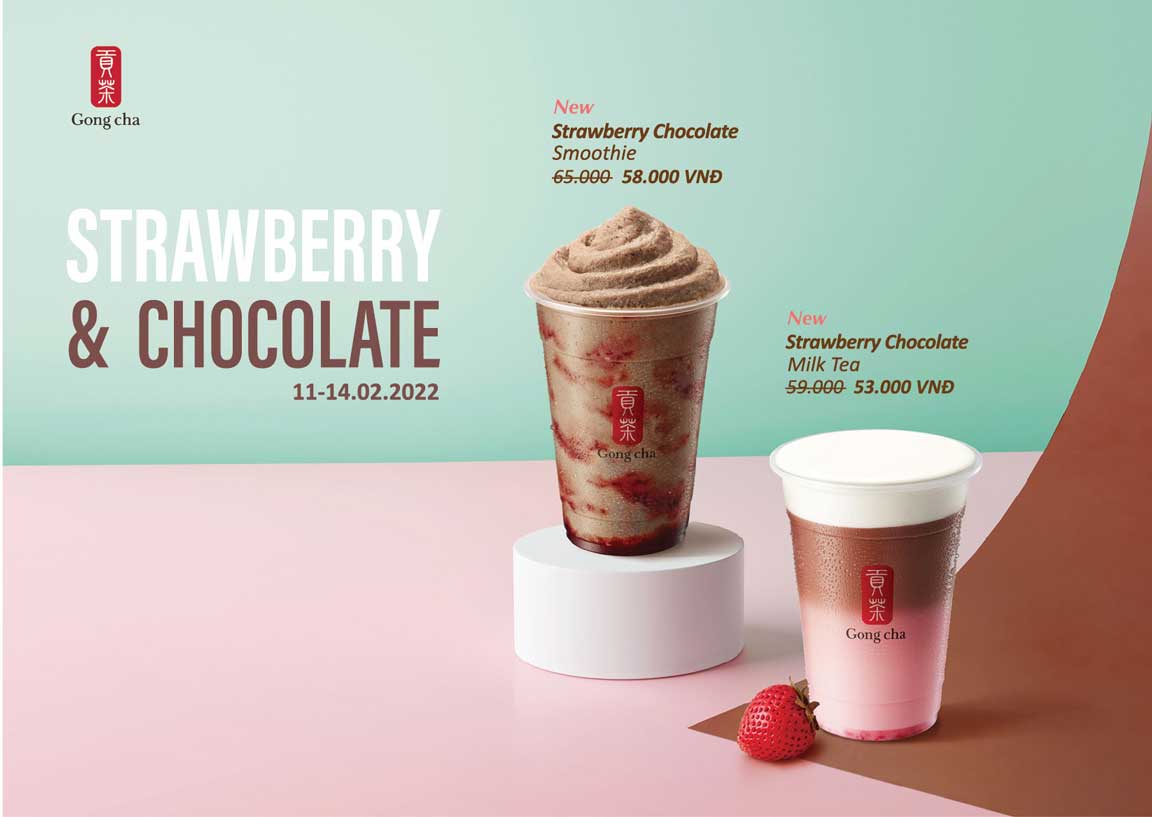 貢茶
Gong cha
STRAWBERRY
& CHOCOLATE
11-14.02.2022
New
Strawberry Chocolate
Smoothie
65.000 58.000 VNĐ
貢茶
Gong cha
New
Strawberry Chocolate
Milk Tea
59.000 53.000 VNĐ
貢茶
Gong cha